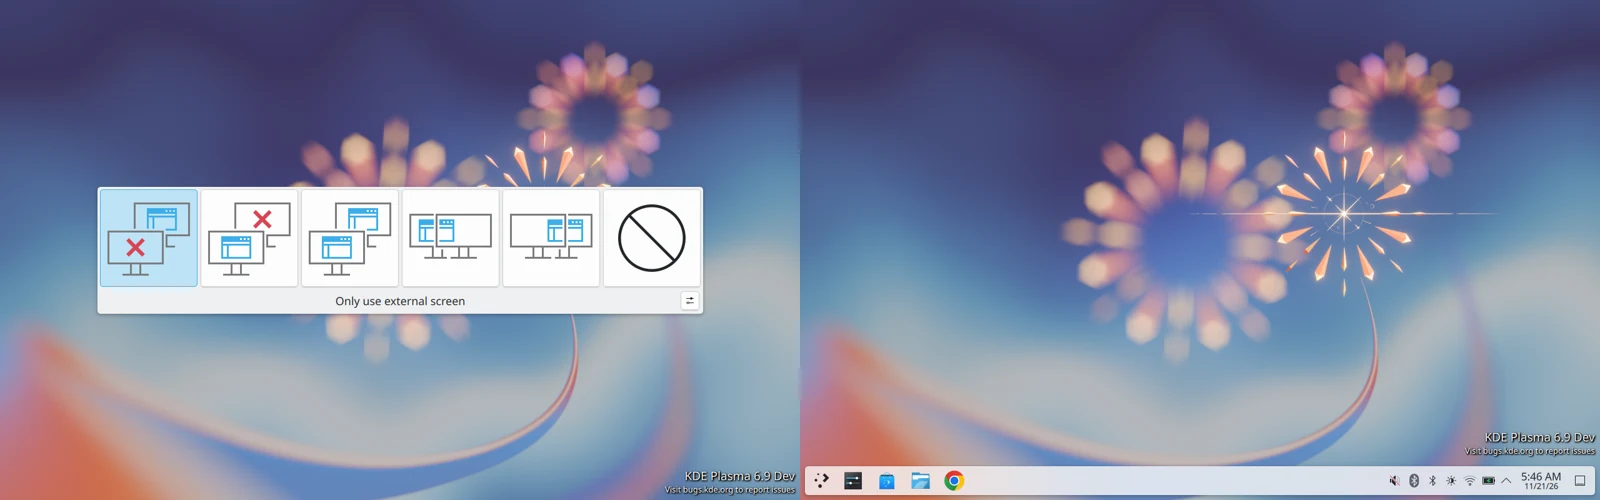 Only use external screen
KDE Plasma 6.9 Dev
Visit bugs.kde.org to report issues
KDE Plasma 6.9 Dev
Visit bugs.kde.org to report issues
5:46 AM
11/21/26